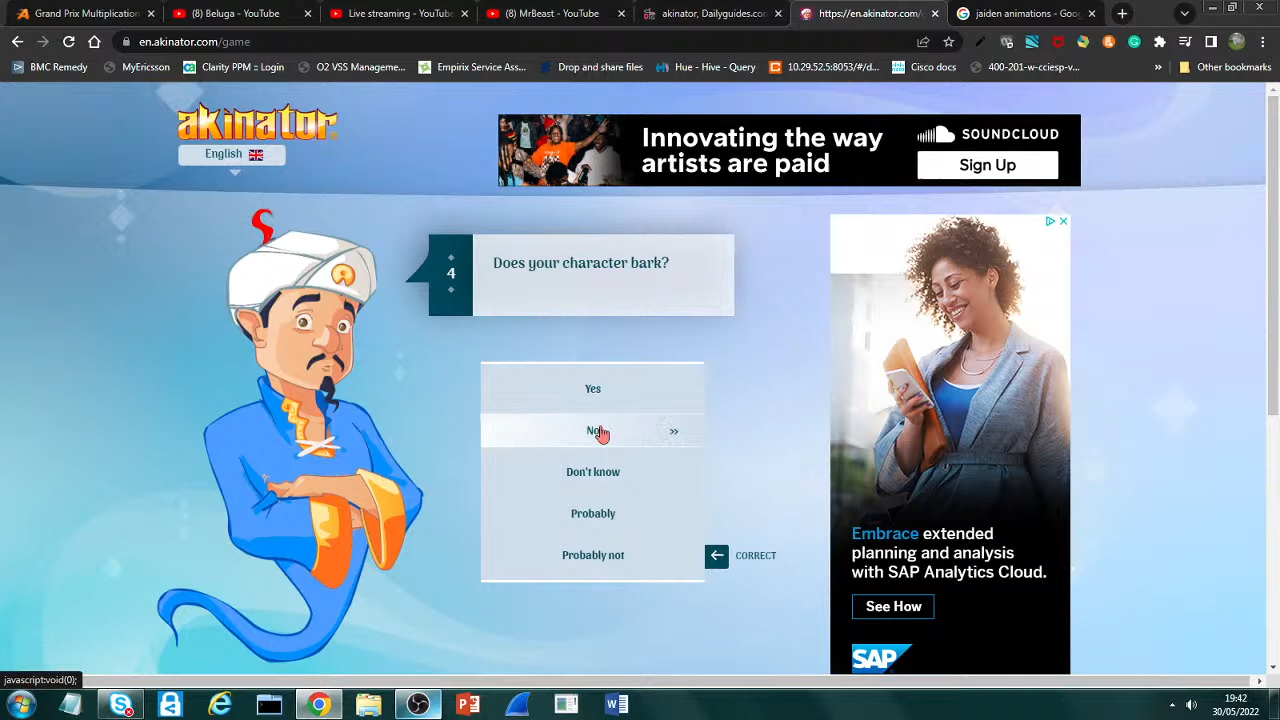 Grand Prix Multiplication
(8) Beluga - YouTube
Live streaming - YouTube
(8) MrBeast - YouTube
akinator, Dailyguides.com
https://en.akinator.com/
jaiden animations - Goo
en.akinator.com/game
BMC Remedy
MyEricsson
Clarity PPM :: Login
O2 VSS Manageme...
Empirix Service Ass...
Drop and share files
Hue - Hive - Query
10.29.52.5:8053/#/d...
Cisco docs
400-201-w-cciesp-v...
»
Other bookmarks
akinator
English
Innovating the way
artists are paid
SOUNDCLOUD
Sign Up
4
Does your character bark?
Yes
No
Don't know
Probably
Probably not
CORRECT
Embrace extended
planning and analysis
with SAP Analytics Cloud.
See How
SAP
javascript:void(0);
19:42
30/05/2022